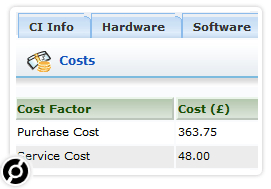 CI Info Hardware Software
Costs
Cost Factor Cost (£)
Purchase Cost 363.75
Service Cost 48.00